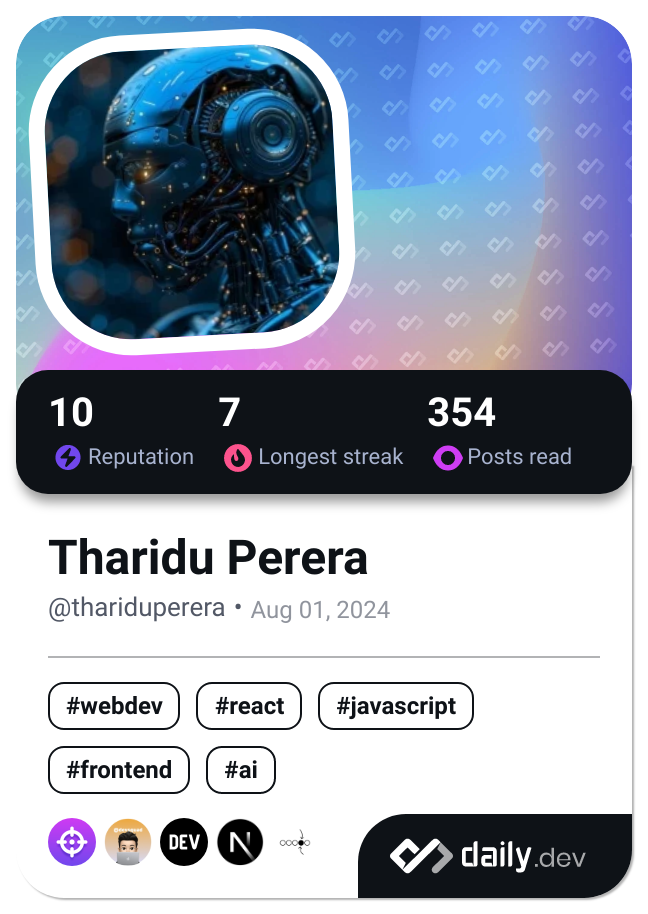 10 7 354
Reputation Longest streak Posts read
Tharidu Perera
@thariduperera • Aug 01, 2024
#webdev #react #javascript
#frontend #ai
DEV N daily.dev